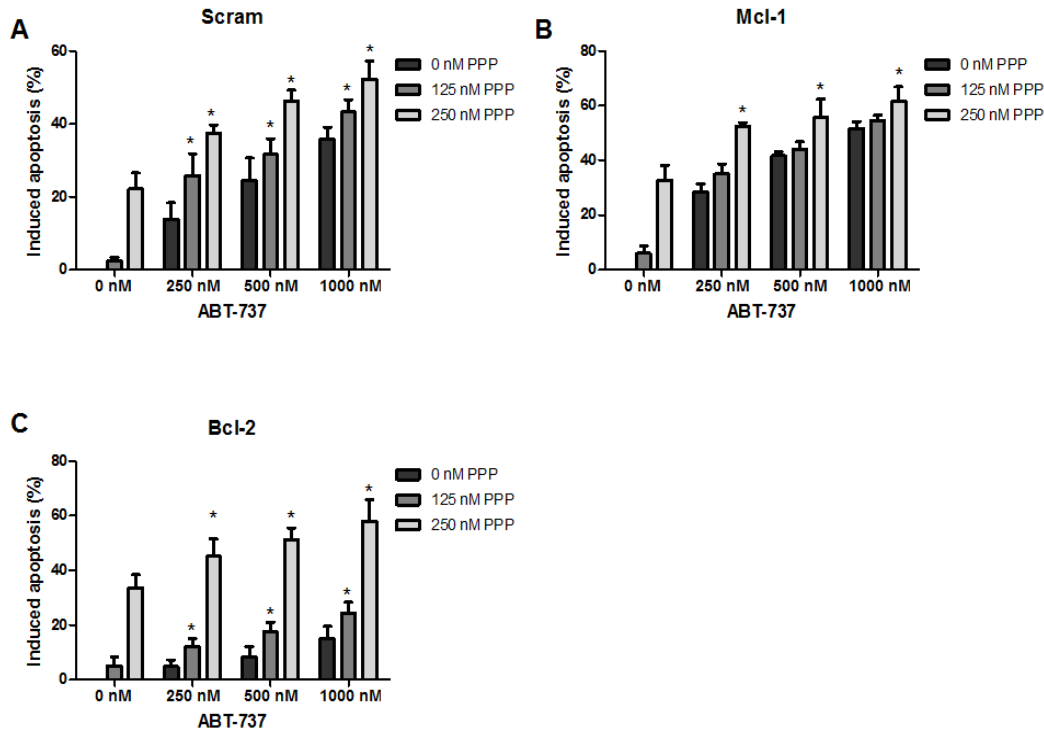 A
Scram
Induced apoptosis (%)
60
40
20
0
*
*
*
*
*
*
0 nM
250 nM
500 nM
1000 nM
ABT-737
0 nM PPP
125 nM PPP
250 nM PPP
B
Mcl-1
Induced apoptosis (%)
80
60
40
20
0
*
*
*
0 nM
250 nM
500 nM
1000 nM
ABT-737
0 nM PPP
125 nM PPP
250 nM PPP
C
Bcl-2
Induced apoptosis (%)
80
60
40
20
0
*
*
*
*
*
*
0 nM
250 nM
500 nM
1000 nM
ABT-737
0 nM PPP
125 nM PPP
250 nM PPP